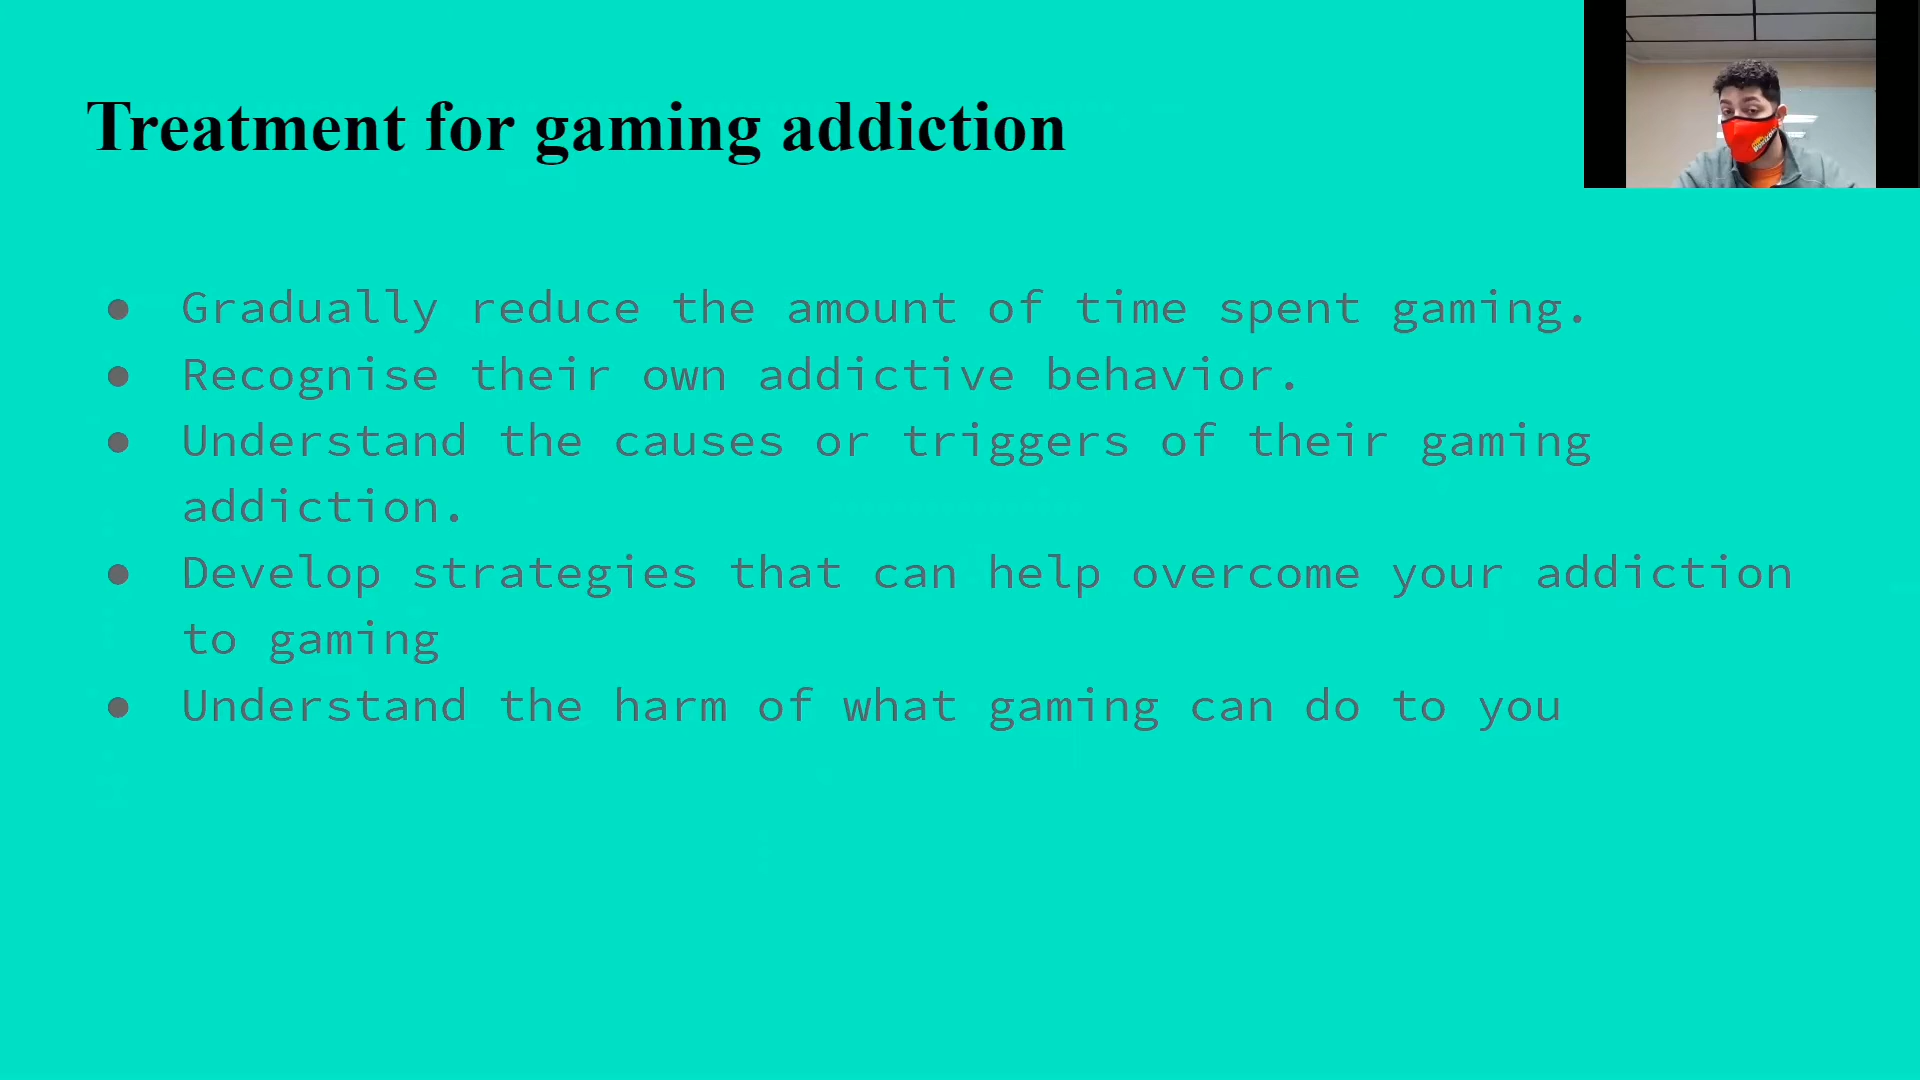 Treatment for gaming addiction
● Gradually reduce the amount of time spent gaming.
● Recognise their own addictive behavior.
● Understand the causes or triggers of their gaming
addiction.
● Develop strategies that can help overcome your addiction
to gaming
● Understand the harm of what gaming can do to you